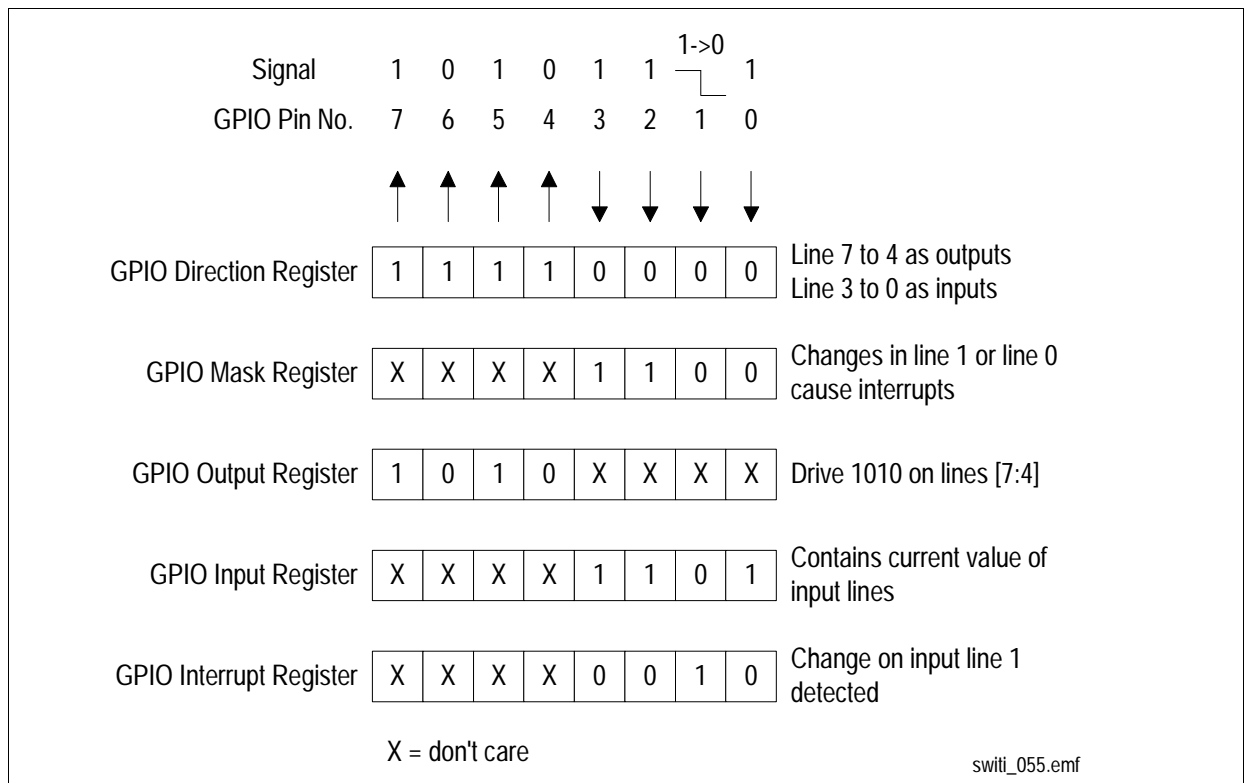 1->0
Signal 1 0 1 0 1 1 1
GPIO Pin No. 7 6 5 4 3 2 1 0
GPIO Direction Register 1 1 1 1 0 0 0 0 Line 7 to 4 as outputs
Line 3 to 0 as inputs
GPIO Mask Register X X X X 1 1 0 0 Changes in line 1 or line 0
cause interrupts
GPIO Output Register 1 0 1 0 X X X X Drive 1010 on lines [7:4]
GPIO Input Register X X X X 1 1 0 1 Contains current value of
input lines
GPIO Interrupt Register X X X X 0 0 1 0 Change on input line 1
detected
X = don't care
switi_055.emf